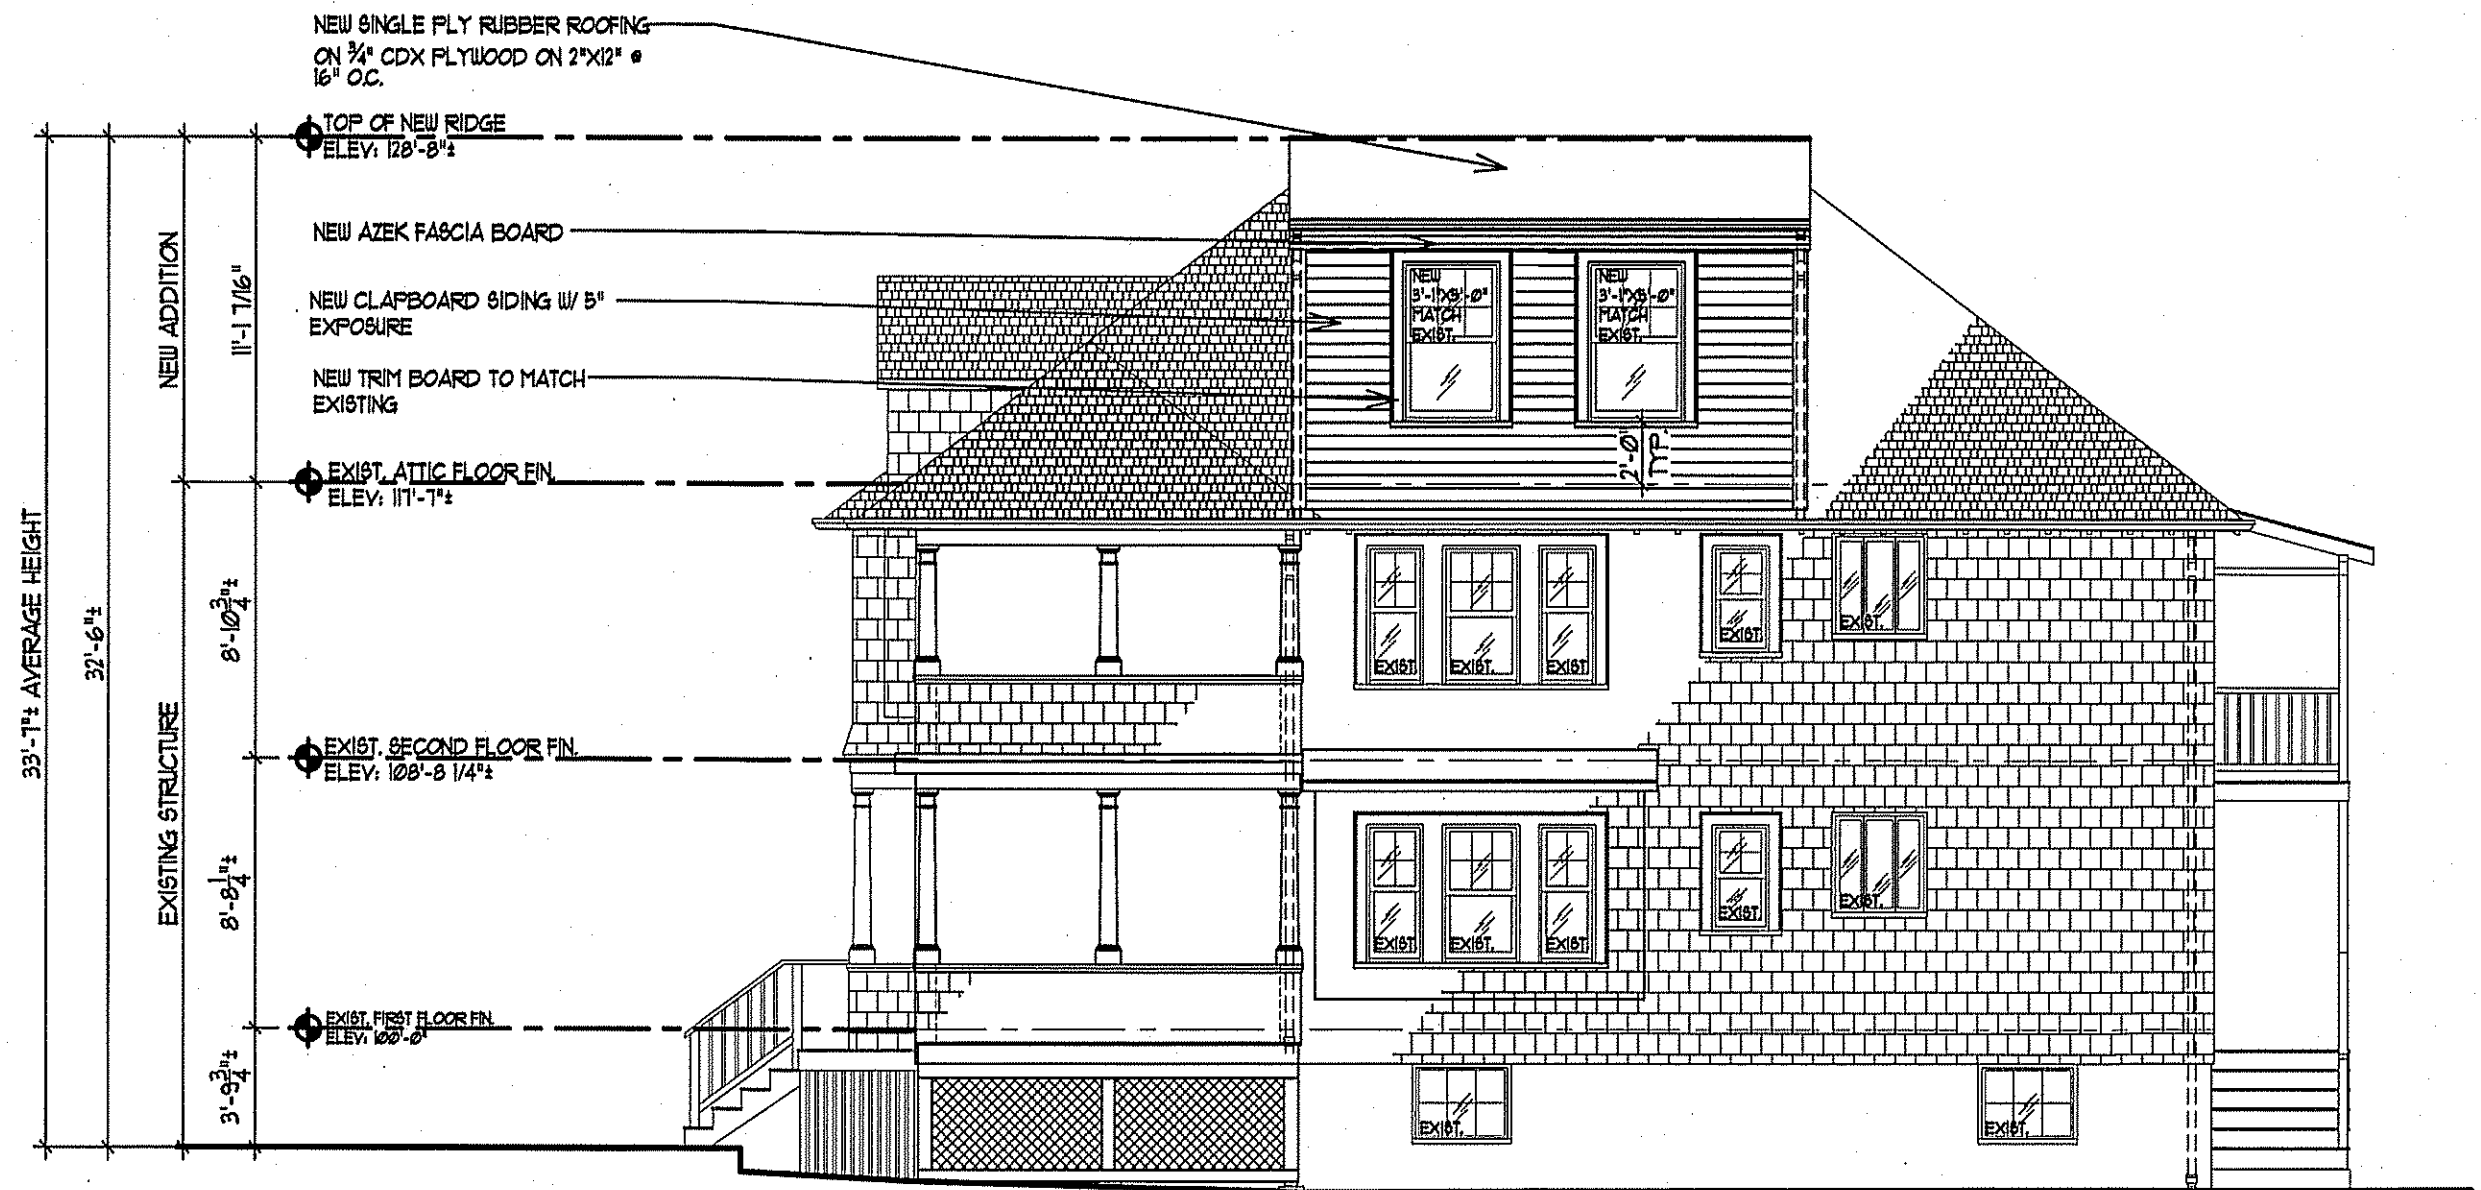 NEW SINGLE PLY RUBBER ROOFING
ON 3/4" CDX PLYWOOD ON 2"X12" @
16" O.C.
TOP OF NEW RIDGE
ELEV: 128'-8"±
NEW AZEK FASCIA BOARD
NEW CLAPBOARD SIDING W/ 5"
EXPOSURE
NEW TRIM BOARD TO MATCH
EXISTING
EXIST. ATTIC FLOOR FIN.
ELEV: 117'-7"±
EXIST. SECOND FLOOR FIN.
ELEV: 108'-8 1/4"±
EXIST. FIRST FLOOR FIN.
ELEV: 100'-0"
33'-7"± AVERAGE HEIGHT
32'-6"±
NEW ADDITION
EXISTING STRUCTURE
11'-1 7/16"
8'-10 3/4"±
8'-8 1/4"±
3'-9 3/4"±
NEW
3'-1"X5'-0"
MATCH
EXIST.
NEW
3'-1"X5'-0"
MATCH
EXIST.
2'-0"
TYP.
EXIST.
EXIST.
EXIST.
EXIST.
EXIST.
EXIST.
EXIST.
EXIST.
EXIST.
EXIST.
EXIST.
EXIST.